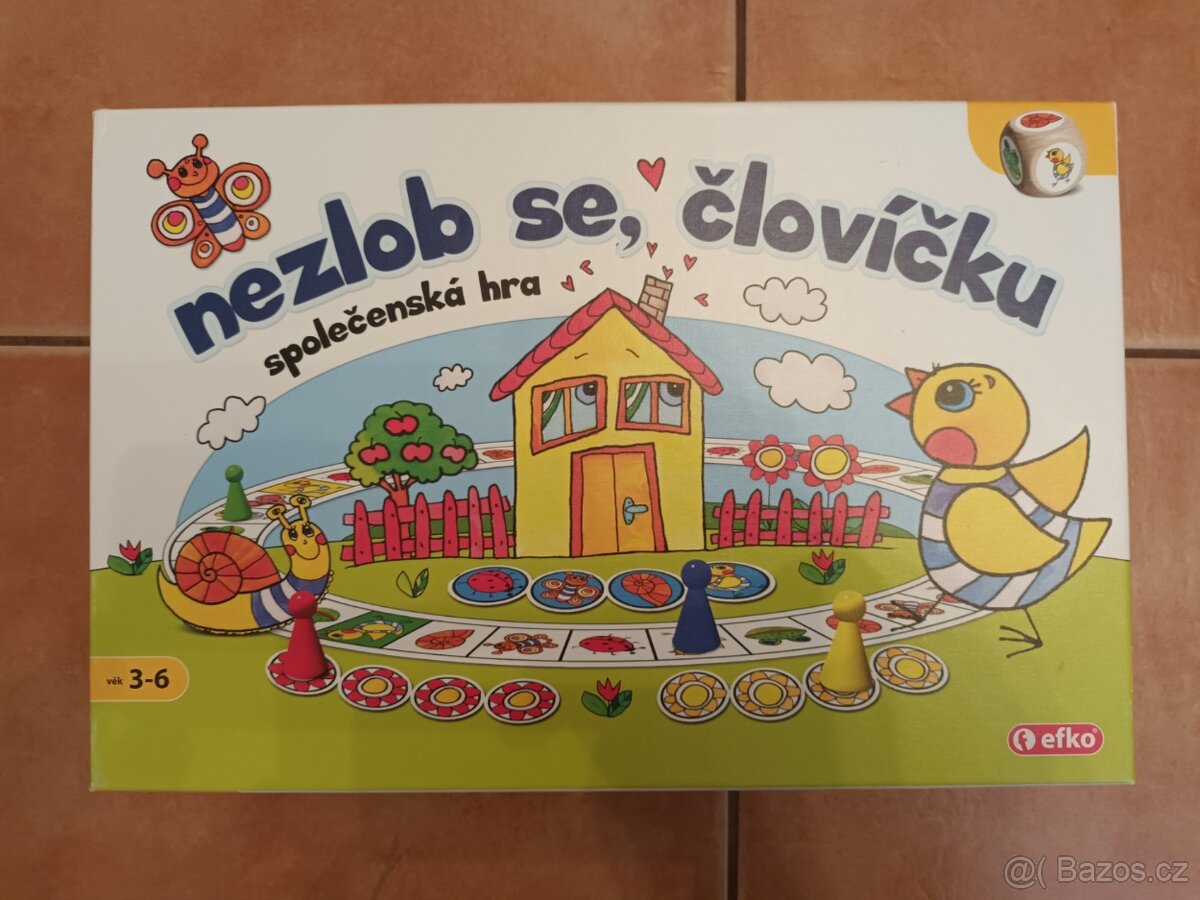 nezlob se, človíčku
společenská hra
věk 3-6
efko®
@( Bazos.cz